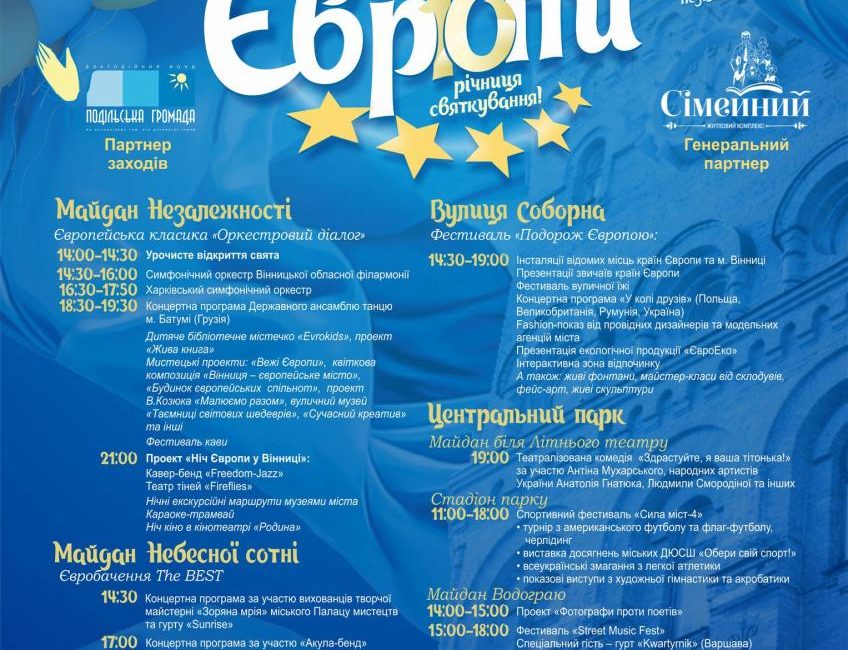 Європи
10
річниця
святкування!
БЛАГОДІЙНИЙ ФОНД
ПОДІЛЬСЬКА ГРОМАДА
Партнер
заходів
Сімейний
ЖИТЛОВИЙ КОМПЛЕКС
Генеральний
партнер
Майдан Незалежності
Європейська класика «Оркестровий діалог»
14:00–14:30 Урочисте відкриття свята
14:30–16:00 Симфонічний оркестр Вінницької обласної філармонії
16:30–17:50 Харківський симфонічний оркестр
18:30–19:30 Концертна програма Державного ансамблю танцю
м. Батумі (Грузія)
Дитяче бібліотечне містечко «Evrokids», проект
«Жива книга»
Мистецькі проекти: «Вежі Європи», квіткова
композиція «Вінниця – європейське місто»,
«Будинок європейських спільнот», проект
В.Козюка «Малюємо разом», вуличний музей
«Таємниці світових шедеврів», «Сучасний креатив»
та інші
Фестиваль кави
21:00 Проект «Ніч Європи у Вінниці»:
Кавер-бенд «Freedom-Jazz»
Театр тіней «Fireflies»
Нічні екскурсійні маршрути музеями міста
Караоке-трамвай
Ніч кіно в кінотеатрі «Родина»
Майдан Небесної сотні
Євробачення The BEST
14:30 Концертна програма за участю вихованців творчої
майстерні «Зоряна мрія» міського Палацу мистецтв
та гурту «Sunrise»
17:00 Концертна програма за участю «Акула-бенд»
Вулиця Соборна
Фестиваль «Подорож Європою»:
14:30–19:00 Інсталяції відомих місць країн Європи та м. Вінниці
Презентації звичаїв країн Європи
Фестиваль вуличної їжі
Концертна програма «У колі друзів» (Польща,
Великобританія, Румунія, Україна)
Fashion-показ від провідних дизайнерів та модельних
агенцій міста
Презентація екологічної продукції «ЄвроЕко»
Інтерактивна зона відпочинку
А також: живі фонтани, майстер-класи від склодувів,
фейс-арт, живі скульптури
Центральний парк
Майдан біля Літнього театру
19:00 Театралізована комедія «Здрастуйте, я ваша тітонька!»
за участю Антіна Мухарського, народних артистів
України Анатолія Гнатюка, Людмили Смородіної та інших
Стадіон парку
11:00–18:00 Спортивний фестиваль «Сила міст-4»
• турнір з американського футболу та флаг-футболу,
черлідинг
• виставка досягнень міських ДЮСШ «Обери свій спорт!»
• всеукраїнські змагання з легкої атлетики
• показові виступи з художньої гімнастики та акробатики
Майдан Водограю
14:00–15:00 Проект «Фотографи проти поетів»
15:00–18:00 Фестиваль «Street Music Fest»
Спеціальний гість – гурт «Kwartyrnik» (Варшава)